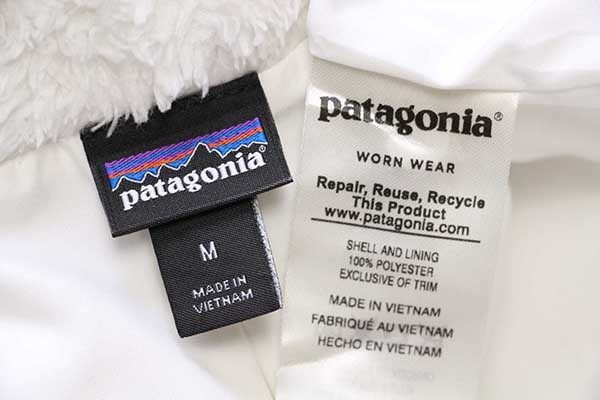 patagonia®
M
MADE IN
VIETNAM
patagonia®
WORN WEAR
Repair, Reuse, Recycle
This Product
www.patagonia.com
SHELL AND LINING
100% POLYESTER
EXCLUSIVE OF TRIM
MADE IN VIETNAM
FABRIQUÉ AU VIETNAM
HECHO EN VIETNAM